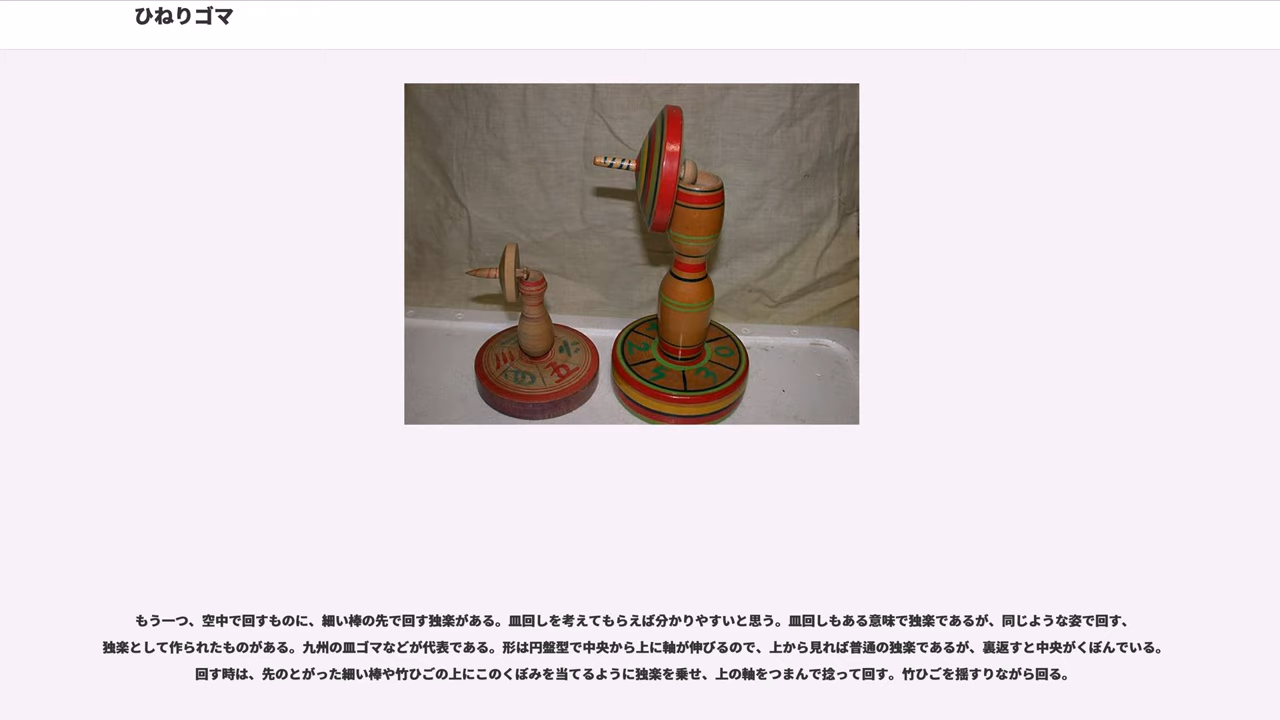 ひねりゴマ
もう一つ、空中で回すものに、細い棒の先で回す独楽がある。皿回しを考えてもらえば分かりやすいと思う。皿回しもある意味で独楽であるが、同じような姿で回す、
独楽として作られたものがある。九州の皿ゴマなどが代表である。形は円盤型で中央から上に軸が伸びるので、上から見れば普通の独楽であるが、裏返すと中央がくぼんでいる。
回す時は、先のとがった細い棒や竹ひごの上にこのくぼみを当てるように独楽を乗せ、上の軸をつまんで捻って回す。竹ひごを揺すりながら回る。